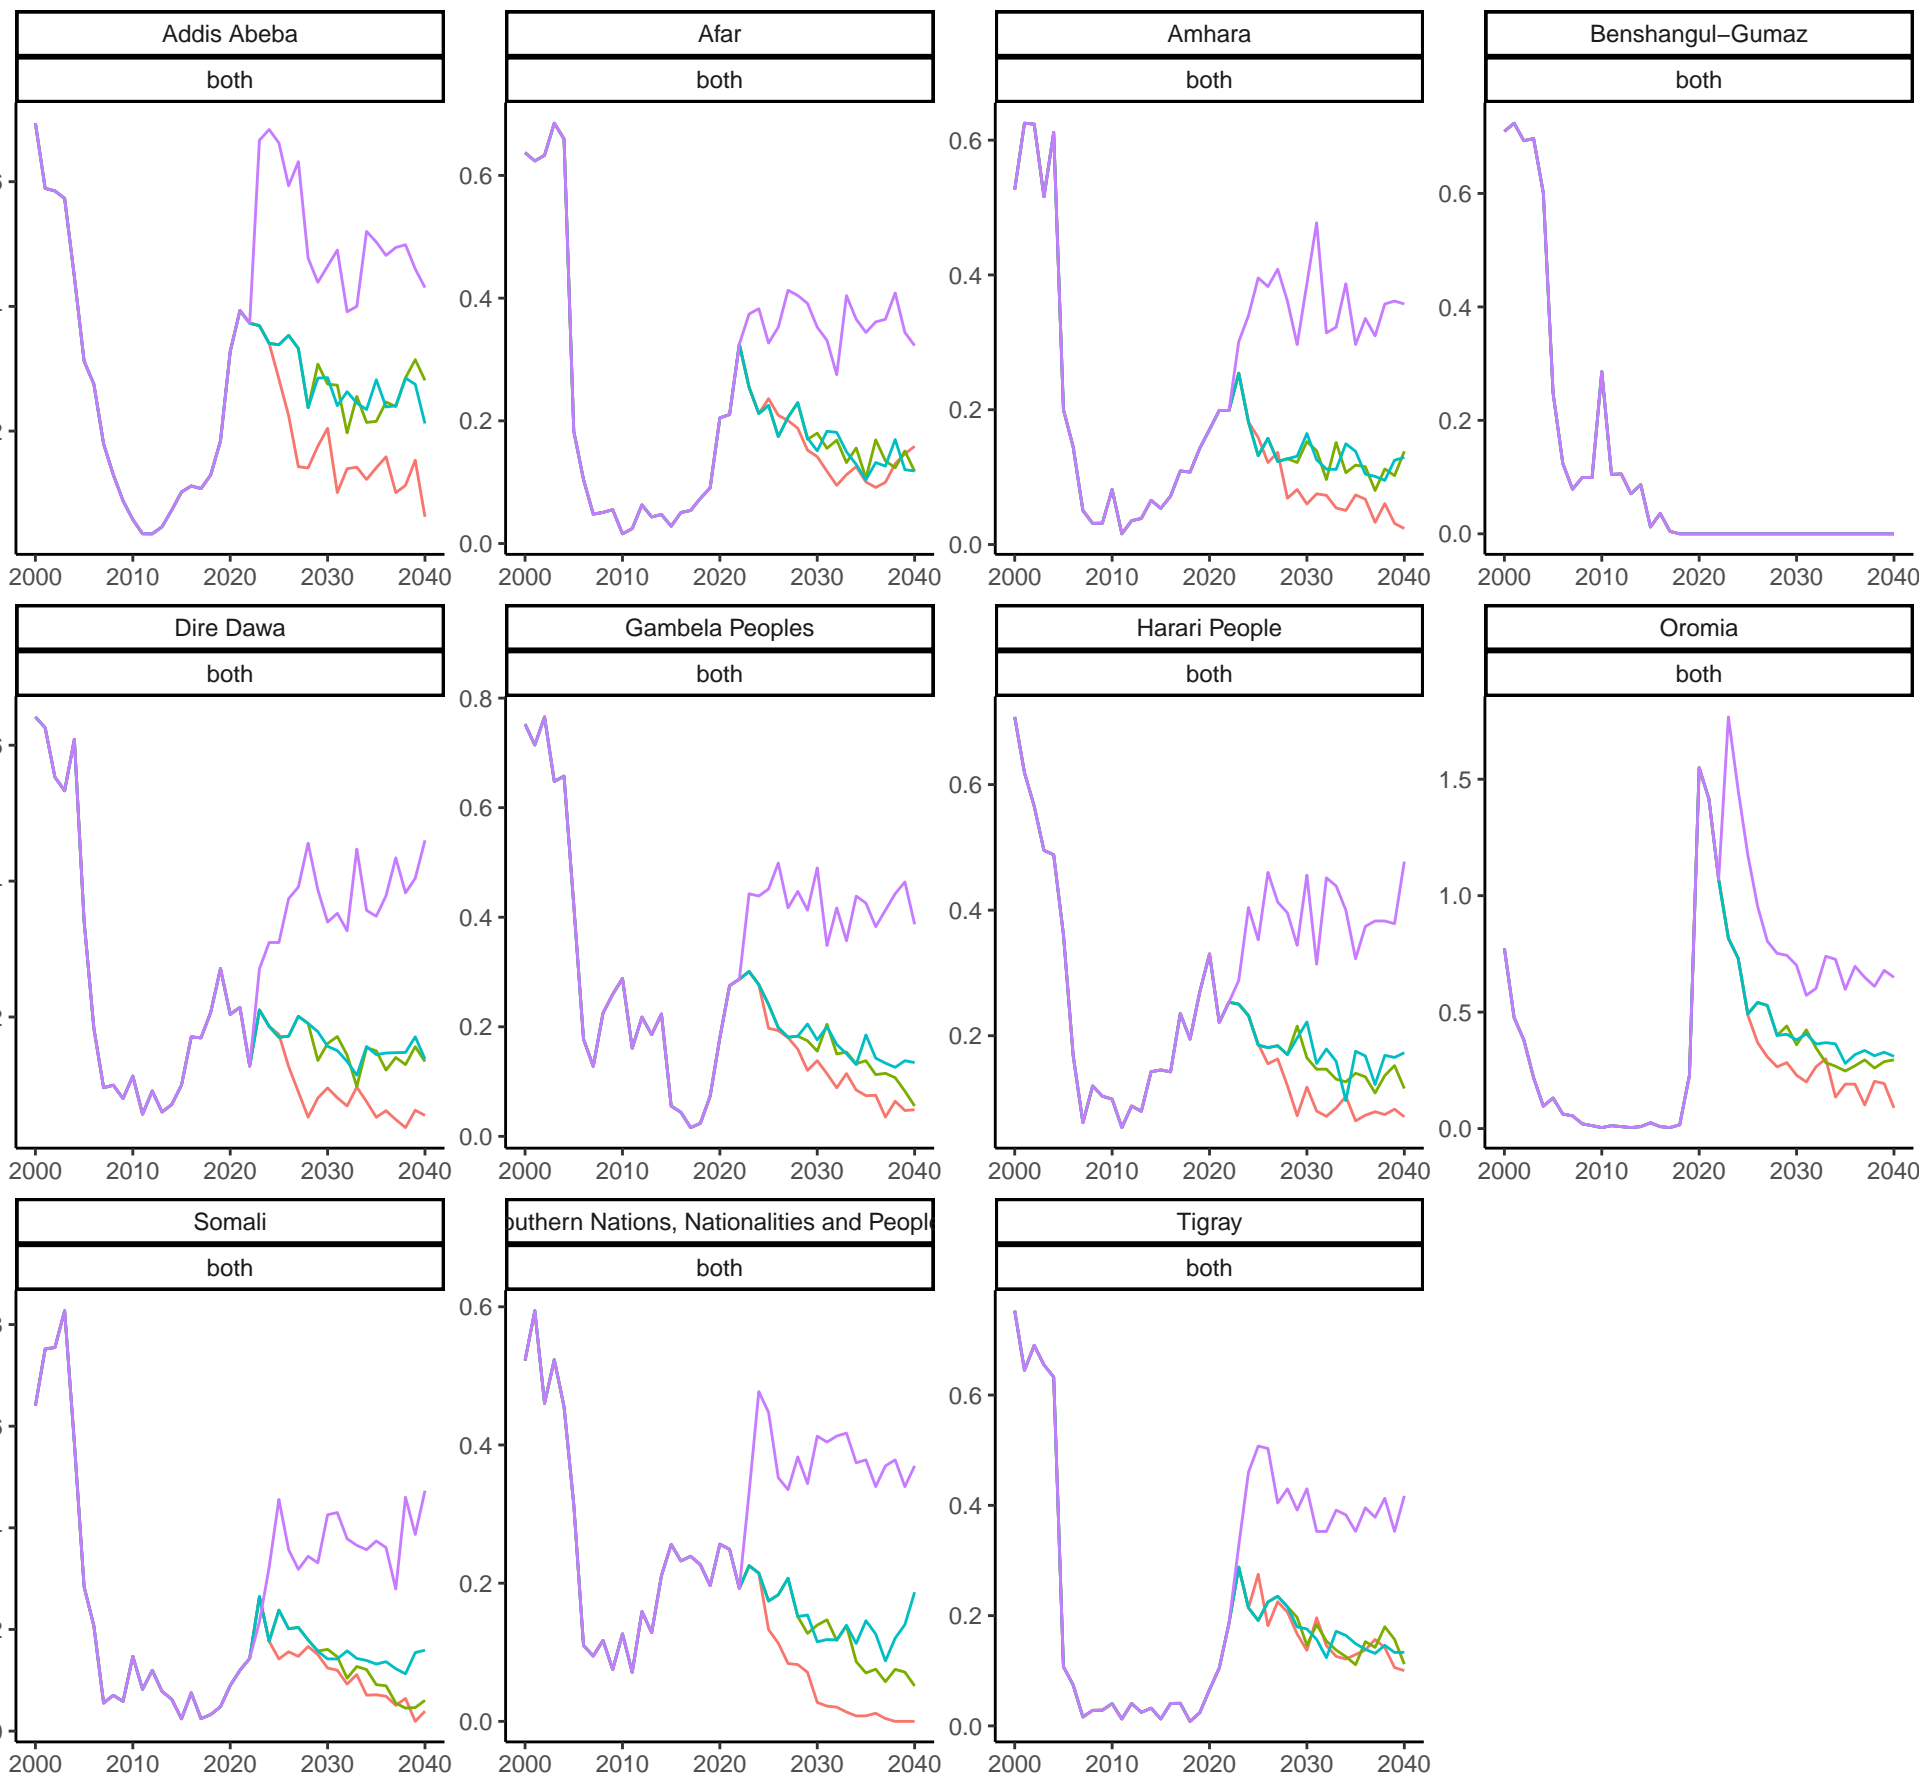 Addis Abeba Afar Amhara Benshangul−Gumaz
both both both both
0.6 0.6
0.6
0.4 0.4
0.4
0.2 0.2
0.2
0.0 0.0 0.0
2000 2010 2020 2030 2040 2000 2010 2020 2030 2040 2000 2010 2020 2030 2040 2000 2010 2020 2030 2040
Dire Dawa Gambela Peoples Harari People Oromia
both both both both
0.8
0.6 0.6 1.5
0.4 0.4 1.0
0.2 0.2 0.5
0.0 0.0
2000 2010 2020 2030 2040 2000 2010 2020 2030 2040 2000 2010 2020 2030 2040 2000 2010 2020 2030 2040
Somali outhern Nations, Nationalities and People Tigray
both both both
0.6
0.6
0.4 0.4
0.2 0.2
0.0 0.0
2000 2010 2020 2030 2040 2000 2010 2020 2030 2040 2000 2010 2020 2030 2040